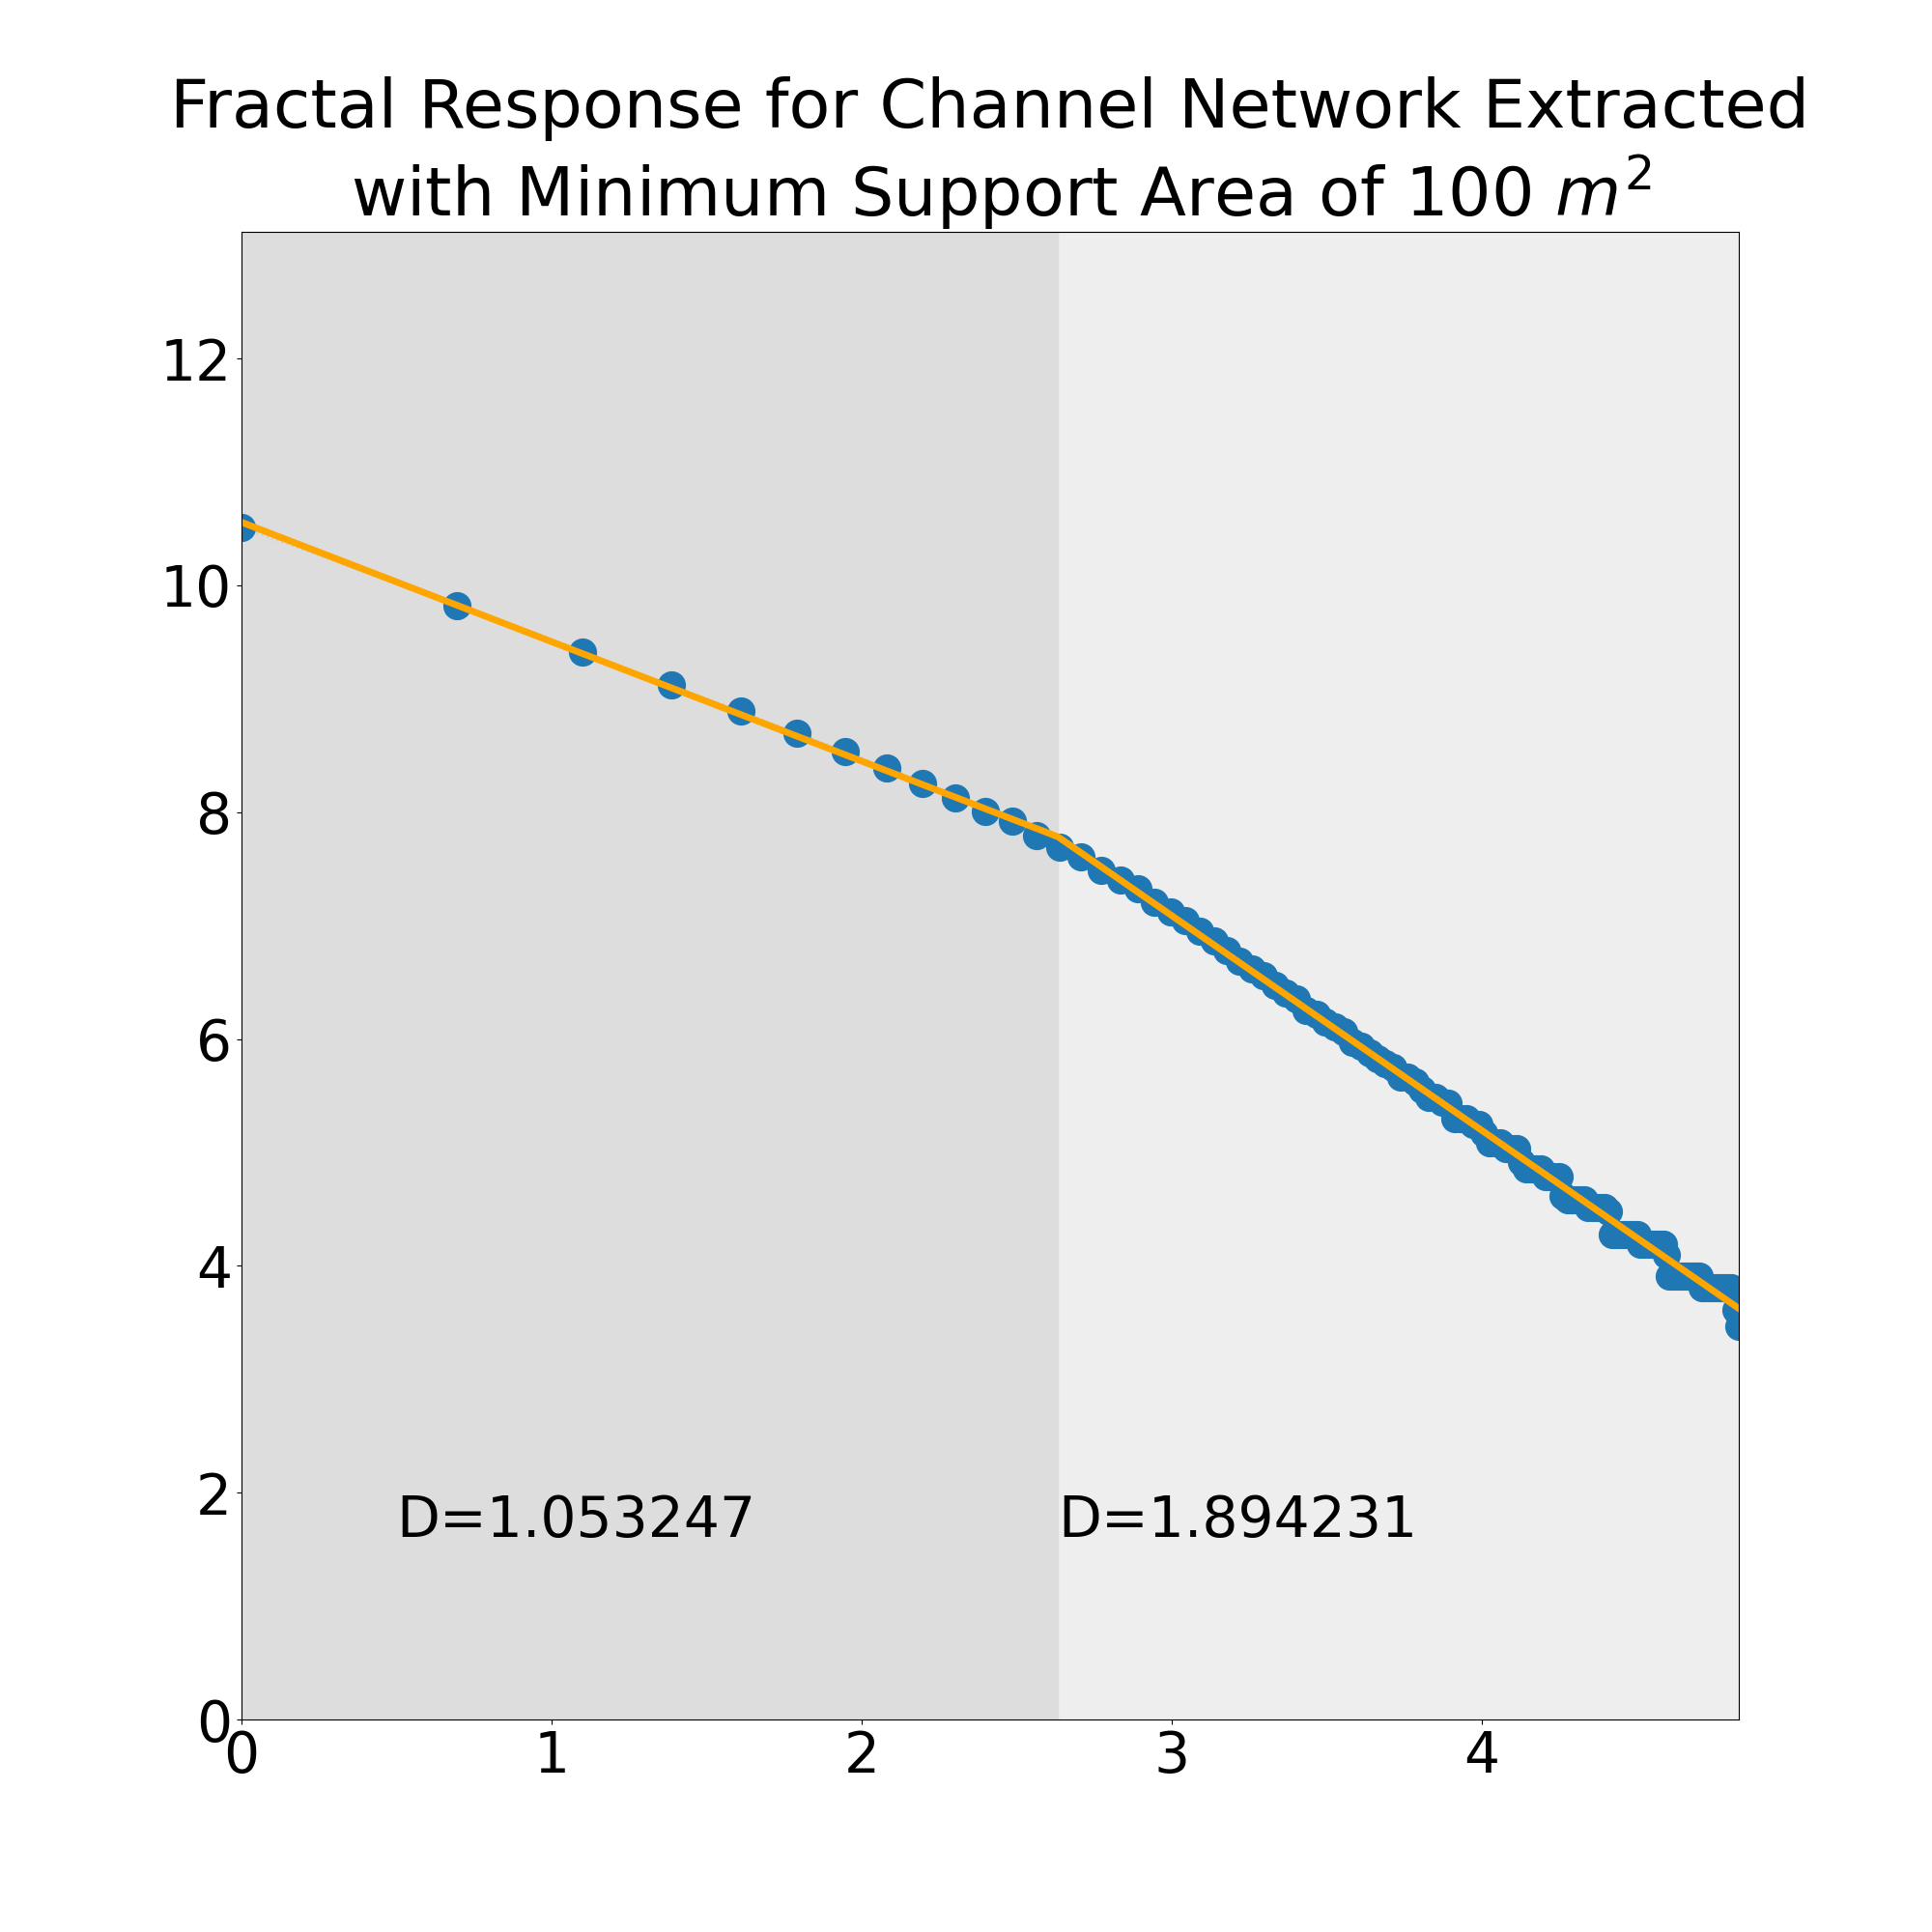 Fractal Response for Channel Network Extracted
with Minimum Support Area of 100 m²
12
10
8
6
4
2
0
D=1.053247 D=1.894231
0 1 2 3 4